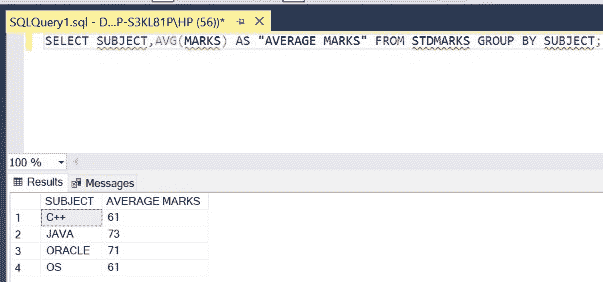 SQLQuery1.sql - D...P-S3KL81P\HP (56))*
SELECT SUBJECT,AVG(MARKS) AS "AVERAGE MARKS" FROM STDMARKS GROUP BY SUBJECT;
100 %
Results Messages
SUBJECT AVERAGE MARKS
1 C++ 61
2 JAVA 73
3 ORACLE 71
4 OS 61